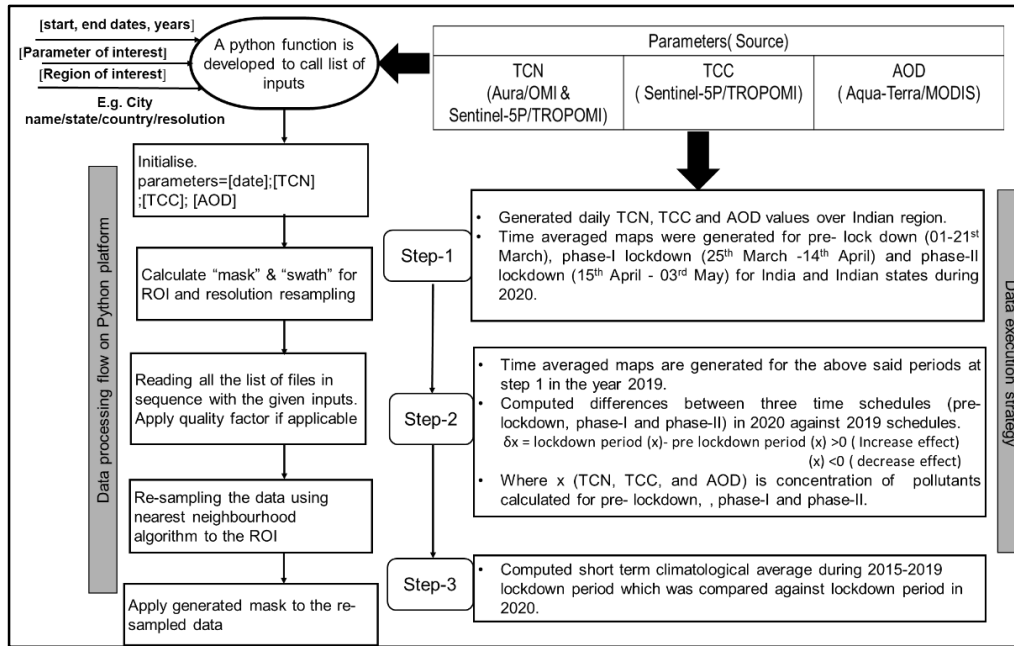 [start, end dates, years]
[Parameter of interest]
[Region of interest]
E.g. City
name/state/country/resolution
A python function is
developed to call list of
inputs
Parameters( Source)
TCN
(Aura/OMI &
Sentinel-5P/TROPOMI)
TCC
( Sentinel-5P/TROPOMI)
AOD
(Aqua-Terra/MODIS)
Data processing flow on Python platform
Initialise.
parameters=[date];[TCN]
;[TCC]; [AOD]
Calculate “mask” & “swath” for
ROI and resolution resampling
Reading all the list of files in
sequence with the given inputs.
Apply quality factor if applicable
Re-sampling the data using
nearest neighbourhood
algorithm to the ROI
Apply generated mask to the re-
sampled data
Step-1
• Generated daily TCN, TCC and AOD values over Indian region.
• Time averaged maps were generated for pre- lock down (01-21st
March), phase-I lockdown (25th March -14th April) and phase-II
lockdown (15th April - 03rd May) for India and Indian states during
2020.
Step-2
• Time averaged maps are generated for the above said periods at
step 1 in the year 2019.
• Computed differences between three time schedules (pre-
lockdown, phase-I and phase-II) in 2020 against 2019 schedules.
δx = lockdown period (x)- pre lockdown period (x) >0 ( Increase effect)
(x) <0 ( decrease effect)
• Where x (TCN, TCC, and AOD) is concentration of pollutants
calculated for pre- lockdown, , phase-I and phase-II.
Step-3
• Computed short term climatological average during 2015-2019
lockdown period which was compared against lockdown period in
2020.
Data execution strategy